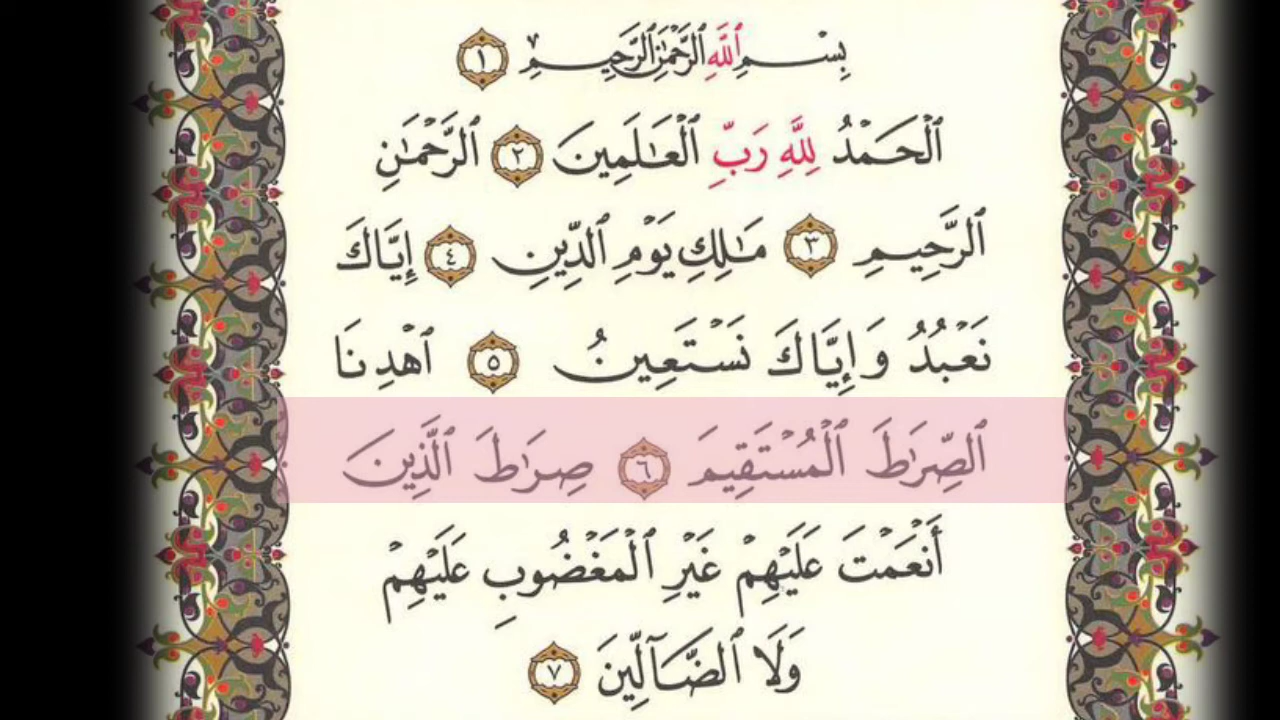 بِسْمِ ٱللَّهِ ٱلرَّحْمَٰنِ ٱلرَّحِيمِ ١
ٱلْحَمْدُ لِلَّهِ رَبِّ ٱلْعَٰلَمِينَ ٢ ٱلرَّحْمَٰنِ
ٱلرَّحِيمِ ٣ مَٰلِكِ يَوْمِ ٱلدِّينِ ٤ إِيَّاكَ
نَعْبُدُ وَإِيَّاكَ نَسْتَعِينُ ٥ ٱهْدِنَا
ٱلصِّرَٰطَ ٱلْمُسْتَقِيمَ ٦ صِرَٰطَ ٱلَّذِينَ
أَنْعَمْتَ عَلَيْهِمْ غَيْرِ ٱلْمَغْضُوبِ عَلَيْهِمْ
وَلَا ٱلضَّآلِّينَ ٧